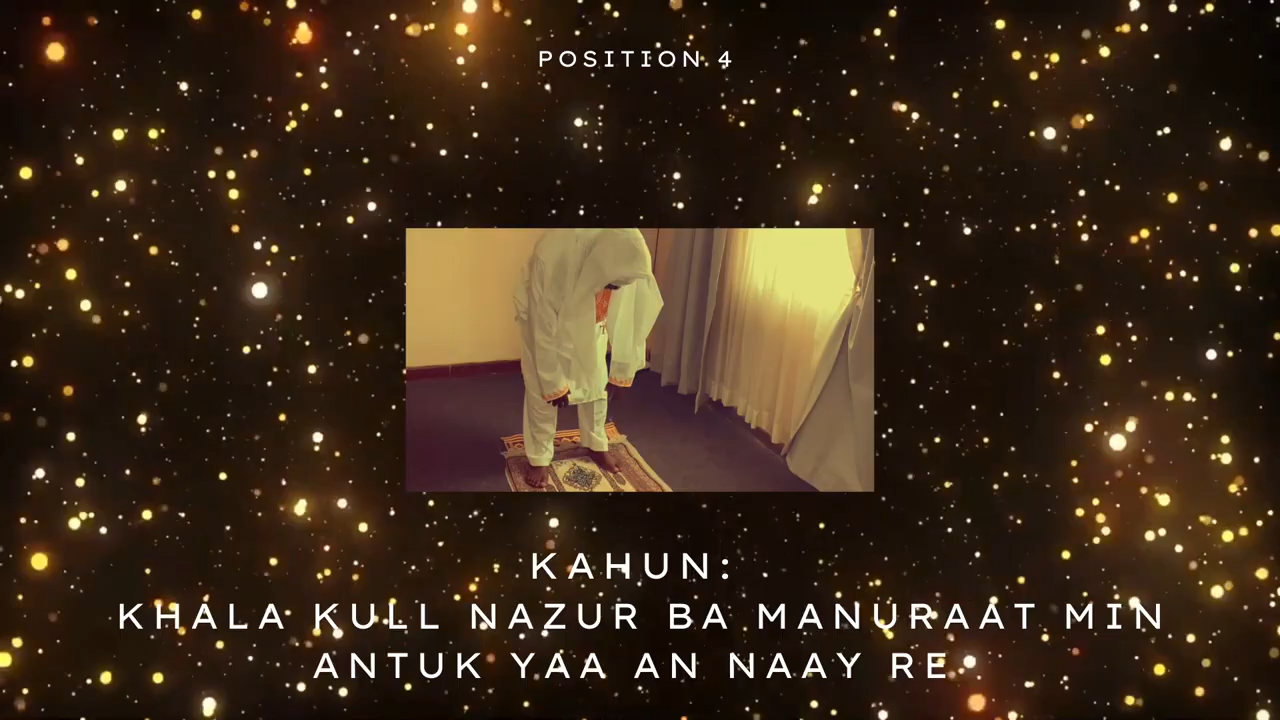 POSITION 4
KAHUN:
KHALA KULL NAZUR BA MANURAAT MIN
ANTUK YAA AN NAAY RE